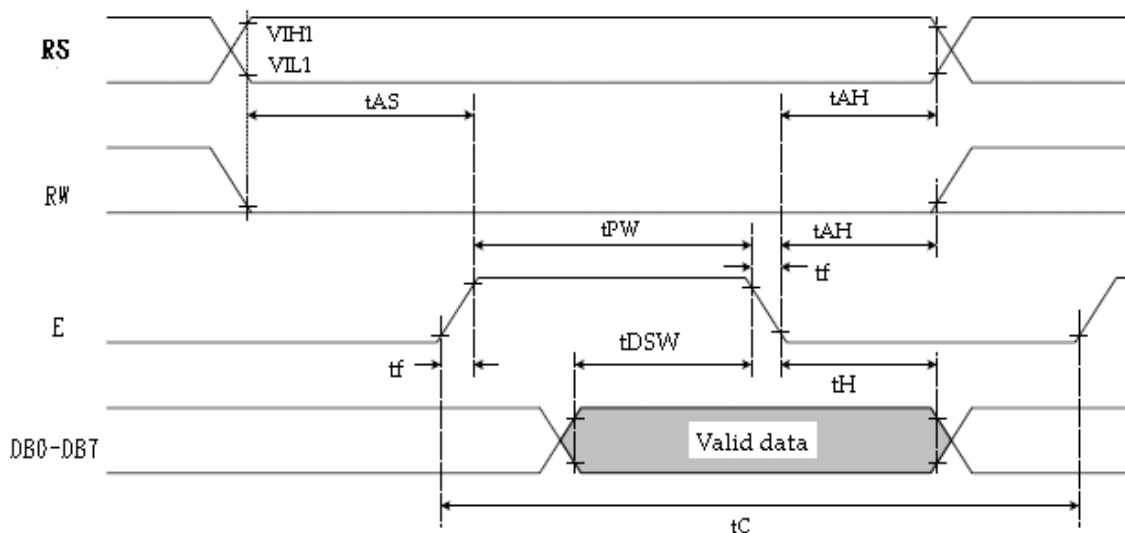 RS
VIH1
VIL1
tAS
tAH
RW
tPW
tAH
tf
E
tDSW
tf
tH
DB0-DB7
Valid data
tC